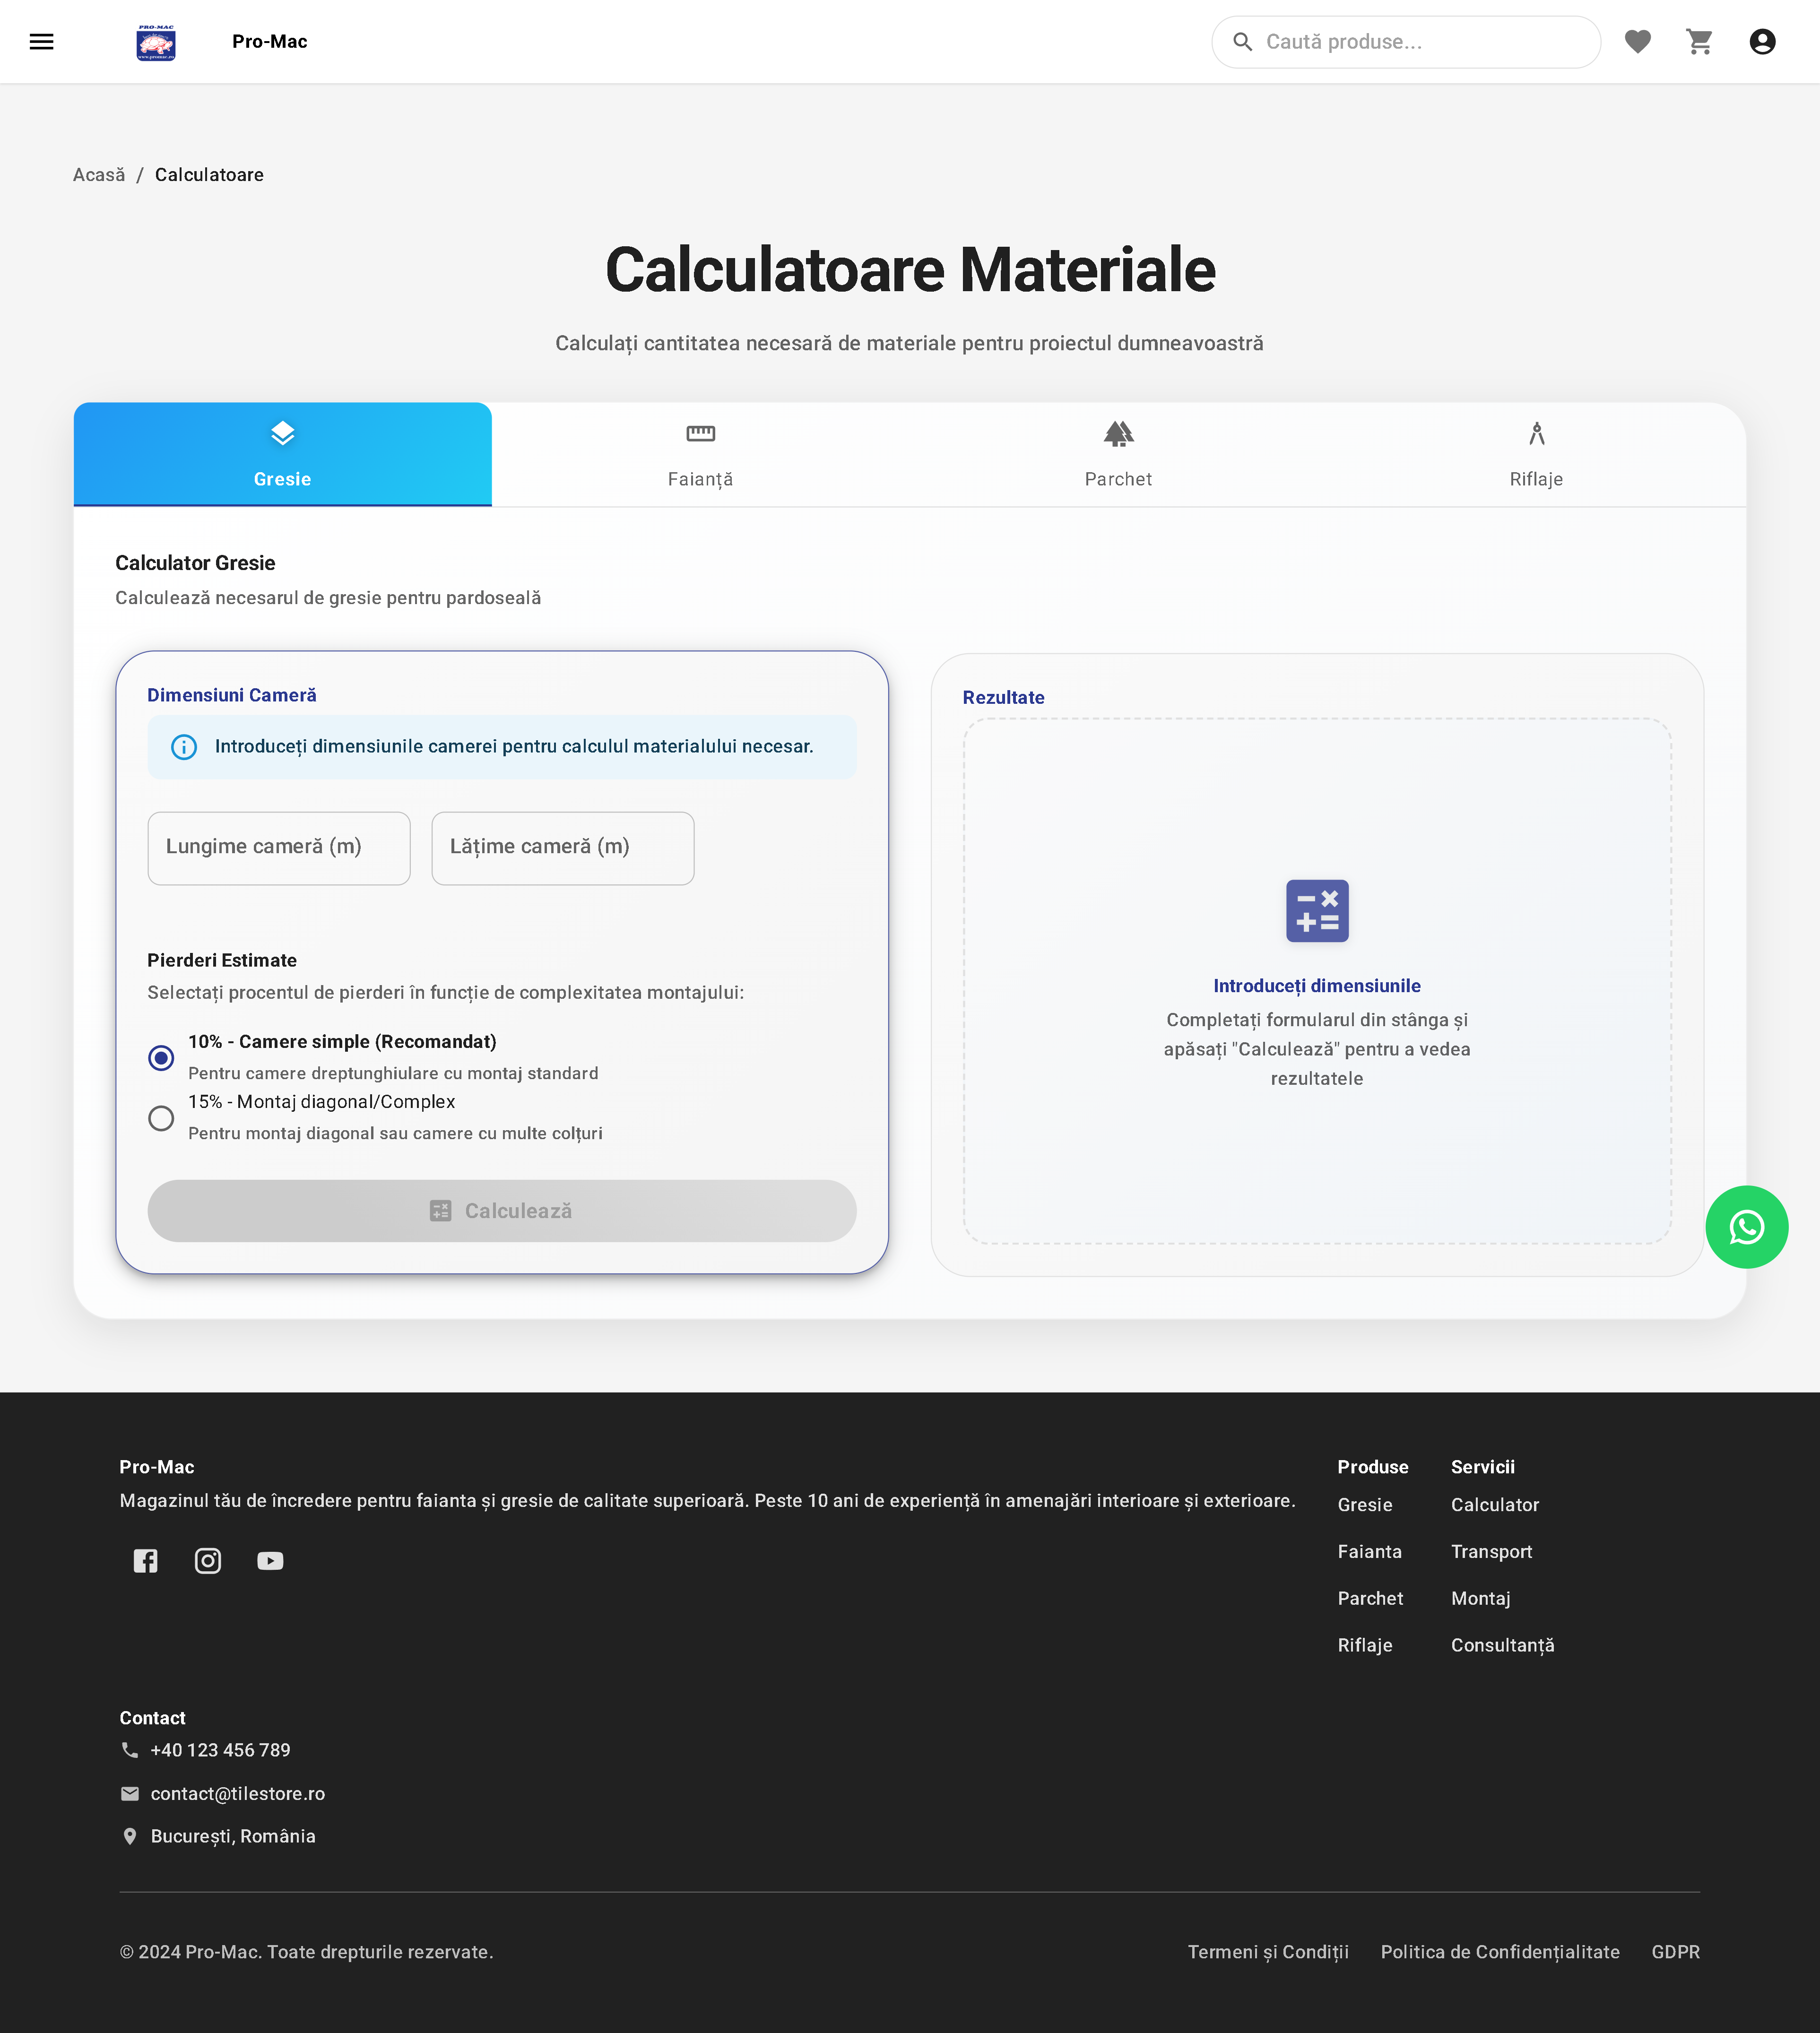 PRO-MAC
www.promac.ro
Pro-Mac
Caută produse...
Acasă / Calculatoare
Calculatoare Materiale
Calculați cantitatea necesară de materiale pentru proiectul dumneavoastră
Gresie
Faianță
Parchet
Riflaje
Calculator Gresie
Calculează necesarul de gresie pentru pardoseală
Dimensiuni Cameră
Introduceți dimensiunile camerei pentru calculul materialului necesar.
Lungime cameră (m)
Lățime cameră (m)
Pierderi Estimate
Selectați procentul de pierderi în funcție de complexitatea montajului:
10% - Camere simple (Recomandat)
Pentru camere dreptunghiulare cu montaj standard
15% - Montaj diagonal/Complex
Pentru montaj diagonal sau camere cu multe colțuri
Calculează
Rezultate
Introduceți dimensiunile
Completați formularul din stânga și
apăsați "Calculează" pentru a vedea
rezultatele
Pro-Mac
Magazinul tău de încredere pentru faianta și gresie de calitate superioară. Peste 10 ani de experiență în amenajări interioare și exterioare.
Produse
Gresie
Faianta
Parchet
Riflaje
Servicii
Calculator
Transport
Montaj
Consultanță
Contact
+40 123 456 789
contact@tilestore.ro
București, România
© 2024 Pro-Mac. Toate drepturile rezervate.
Termeni și Condiții
Politica de Confidențialitate
GDPR